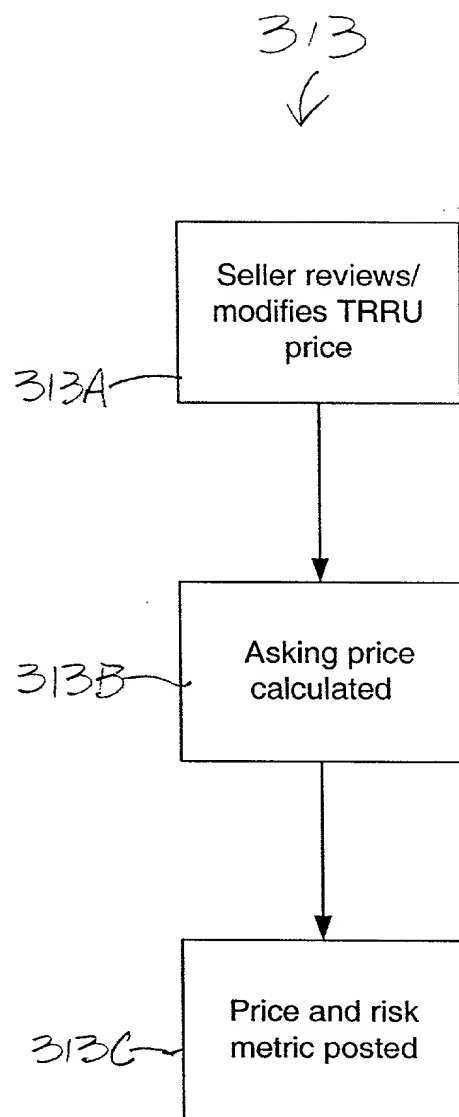 313
Seller reviews/
modifies TRRU
price
313A
Asking price
calculated
313B
Price and risk
metric posted
313C